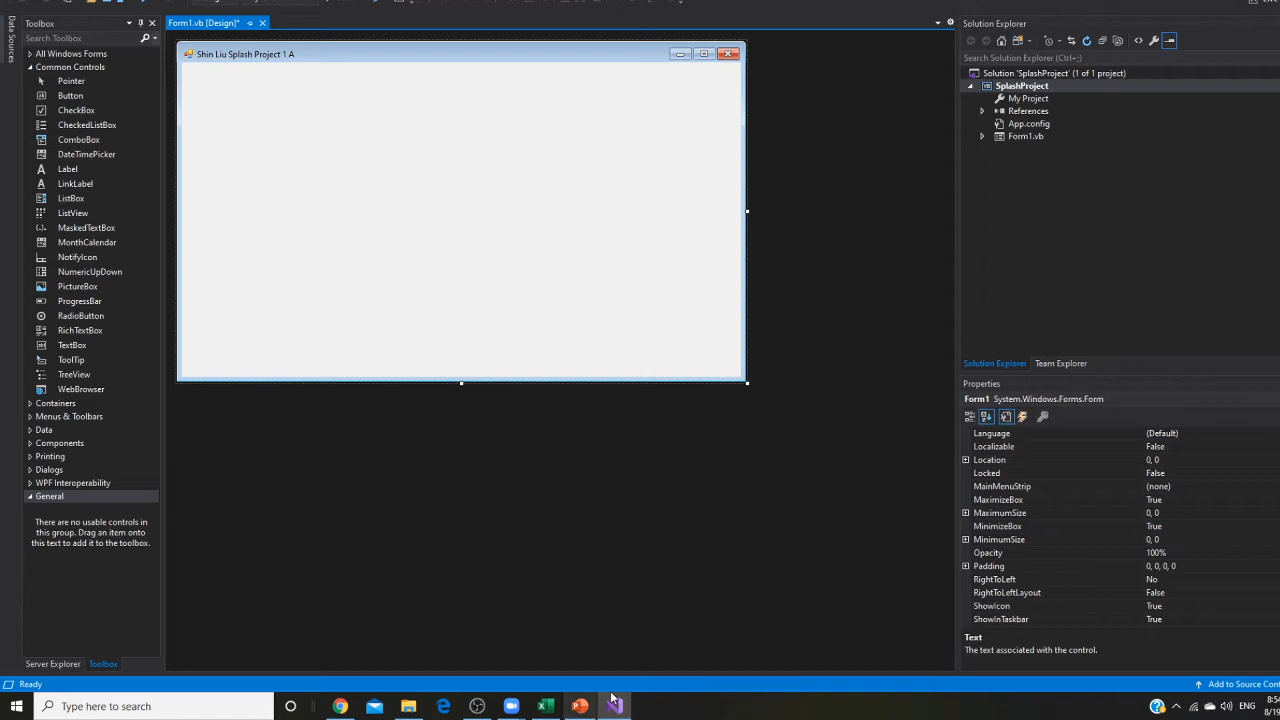 Data Sources
Toolbox
Search Toolbox
All Windows Forms
Common Controls
Pointer
Button
CheckBox
CheckedListBox
ComboBox
DateTimePicker
Label
LinkLabel
ListBox
ListView
MaskedTextBox
MonthCalendar
NotifyIcon
NumericUpDown
PictureBox
ProgressBar
RadioButton
RichTextBox
TextBox
ToolTip
TreeView
WebBrowser
Containers
Menus & Toolbars
Data
Components
Printing
Dialogs
WPF Interoperability
General
There are no usable controls in
this group. Drag an item onto
this text to add it to the toolbox.
Server Explorer Toolbox
Form1.vb [Design]*
Shin Liu Splash Project 1 A
Solution Explorer
Search Solution Explorer (Ctrl+;)
Solution 'SplashProject' (1 of 1 project)
VB SplashProject
My Project
References
App.config
Form1.vb
Solution Explorer Team Explorer
Properties
Form1 System.Windows.Forms.Form
Language (Default)
Localizable False
Location 0, 0
Locked False
MainMenuStrip (none)
MaximizeBox True
MaximumSize 0, 0
MinimizeBox True
MinimumSize 0, 0
Opacity 100%
Padding 0, 0, 0, 0
RightToLeft No
RightToLeftLayout False
ShowIcon True
ShowInTaskbar True
Text
The text associated with the control.
Ready
Add to Source Cont
Type here to search
8:5
8/19